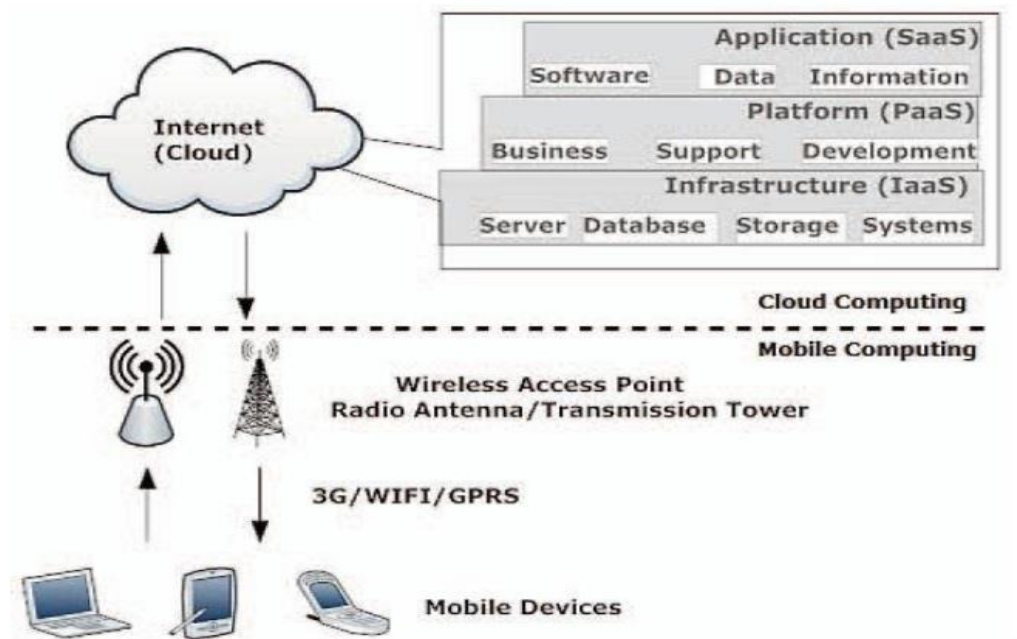 Application (SaaS)
Software Data Information
Platform (PaaS)
Business Support Development
Infrastructure (IaaS)
Server Database Storage Systems
Internet
(Cloud)
Cloud Computing
Mobile Computing
Wireless Access Point
Radio Antenna/Transmission Tower
3G/WIFI/GPRS
Mobile Devices